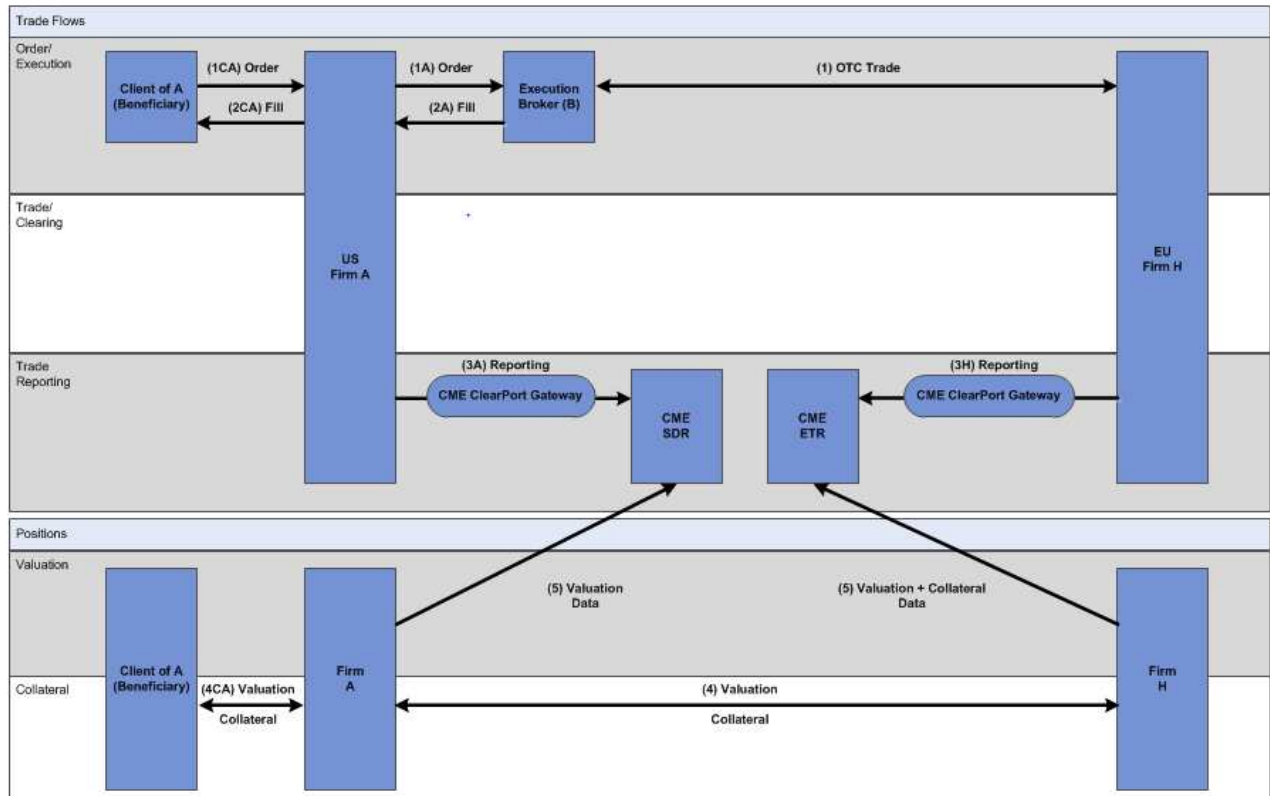 Trade Flows
Order/
Execution
Client of A
(Beneficiary)
(1CA) Order
(2CA) Fill
(1A) Order
(2A) Fill
Execution
Broker (B)
(1) OTC Trade
Trade/
Clearing
US
Firm A
EU
Firm H
Trade
Reporting
(3A) Reporting
CME ClearPort Gateway
CME
SDR
CME
ETR
(3H) Reporting
CME ClearPort Gateway
Positions
Valuation
(5) Valuation
Data
(5) Valuation + Collateral
Data
Client of A
(Beneficiary)
Firm
A
Firm
H
Collateral
(4CA) Valuation
Collateral
(4) Valuation
Collateral